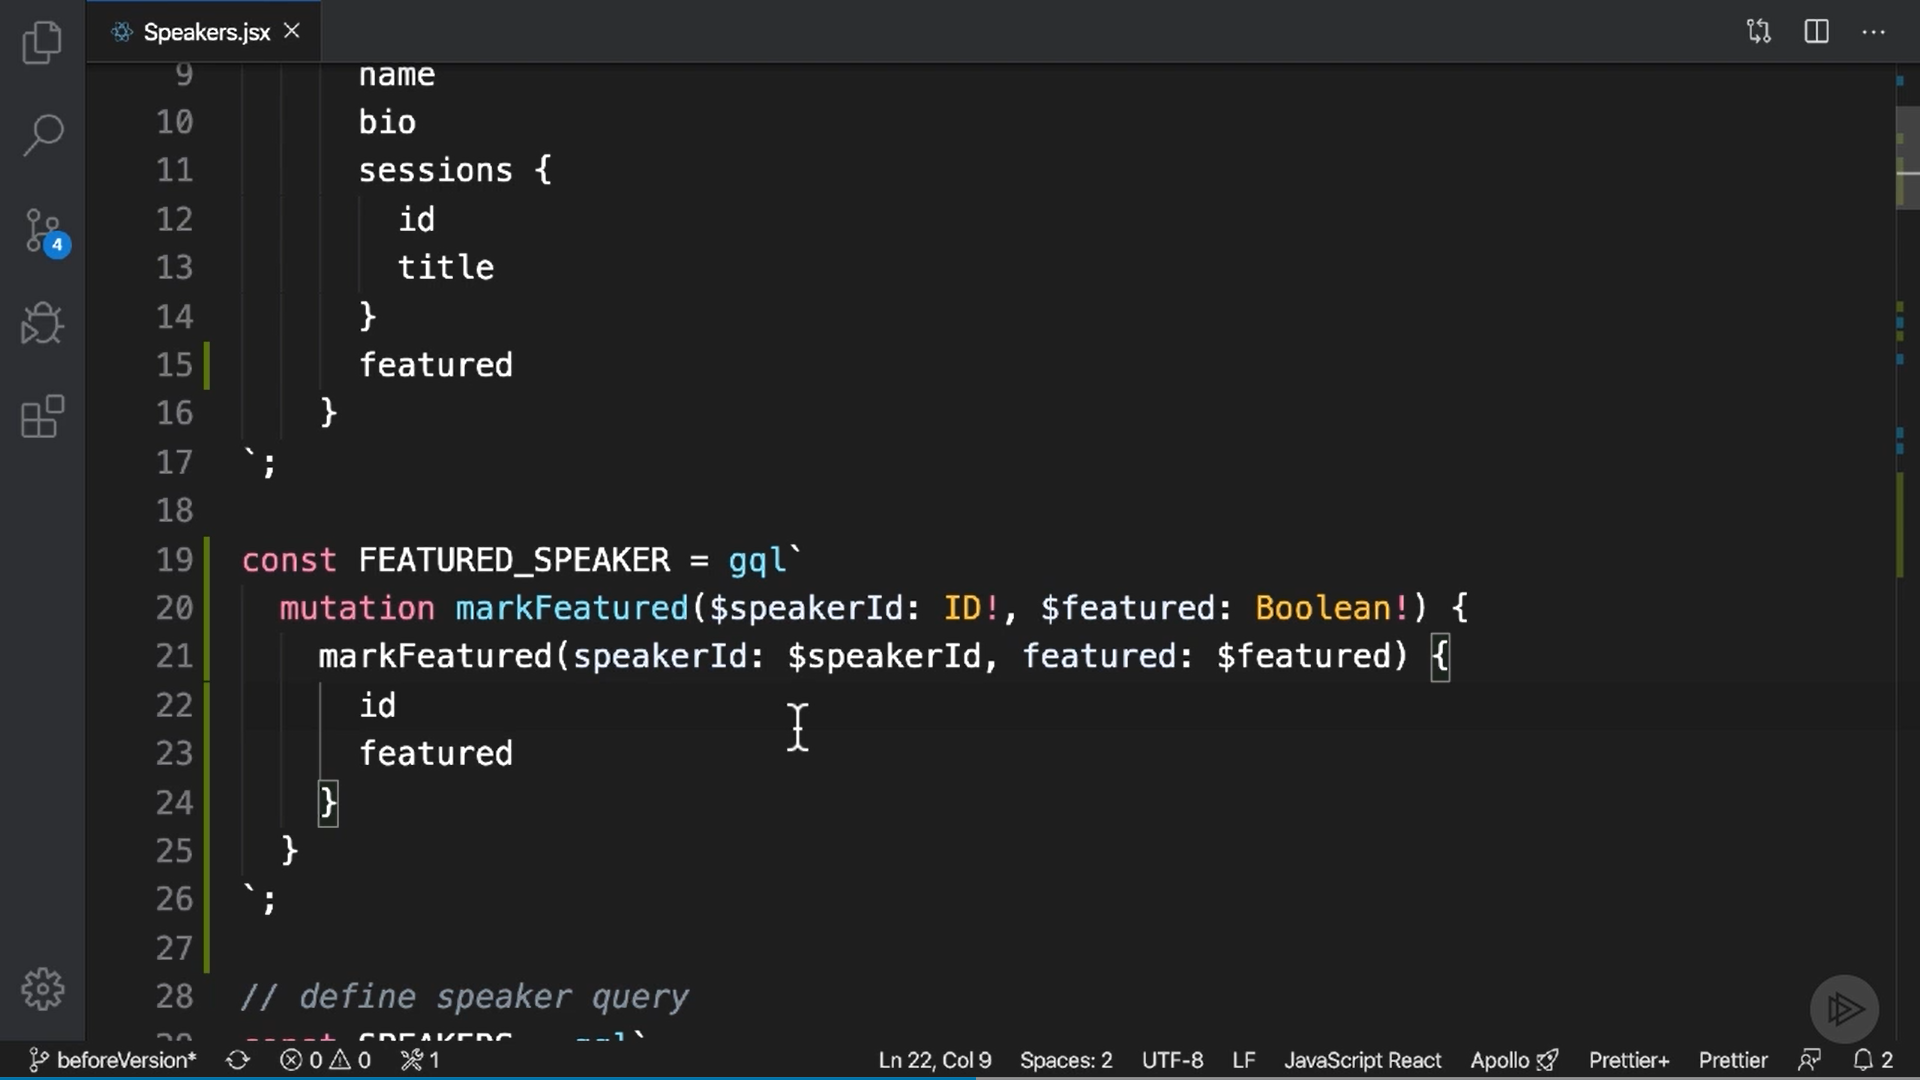 Speakers.jsx
9 name
10 bio
11 sessions {
12 id
13 title
14 }
15 featured
16 }
17 `;
18
19 const FEATURED_SPEAKER = gql`
20 mutation markFeatured($speakerId: ID!, $featured: Boolean!) {
21 markFeatured(speakerId: $speakerId, featured: $featured) {
22 id
23 featured
24 }
25 }
26 `;
27
28 // define speaker query
const SPEAKERS = gql`
4
beforeVersion* 0 0 1 Ln 22, Col 9 Spaces: 2 UTF-8 LF JavaScript React Apollo Prettier+ Prettier 2